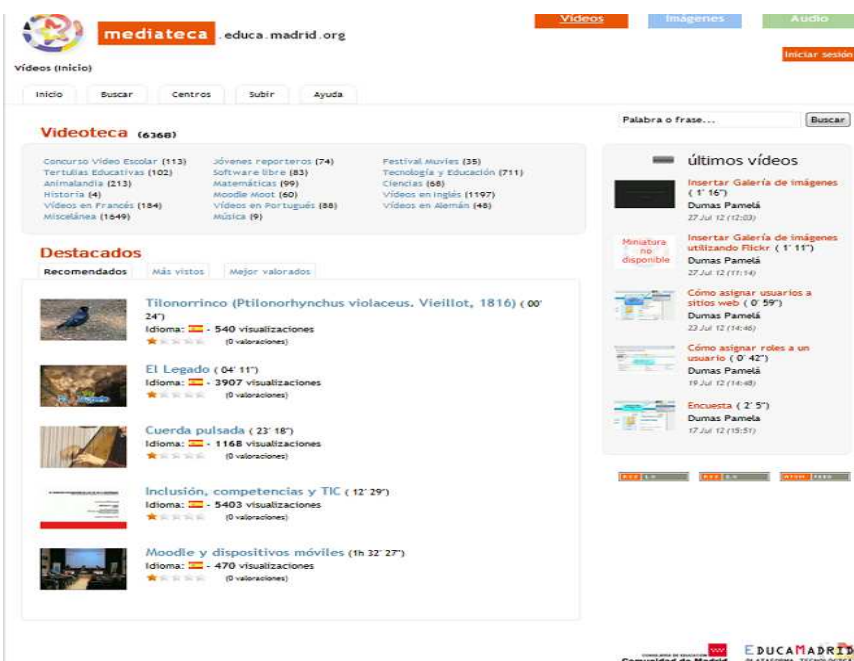 mediateca .educa.madrid.org
Vídeos Imágenes Audio
Iniciar sesión
Vídeos (Inicio)
Inicio Buscar Centros Subir Ayuda
Palabra o frase... Buscar
Videoteca (6368)
Concurso Vídeo Escolar (113) Jóvenes reporteros (74) Festival Muvies (35)
Tertulias Educativas (102) Software libre (83) Tecnología y Educación (711)
Animalandia (213) Matemáticas (99) Ciencias (68)
Historia (4) Moodle Moot (60) Vídeos en Inglés (1197)
Vídeos en Francés (184) Vídeos en Portugués (88) Vídeos en Alemán (48)
Miscelánea (1649) Música (9)
Destacados
Recomendados Más vistos Mejor valorados
Tilonorrinco (Ptilonorhynchus violaceus. Vieillot, 1816) ( 00'
24")
Idioma: - 540 visualizaciones
(0 valoraciones)
El Legado ( 04' 11")
Idioma: - 3907 visualizaciones
(0 valoraciones)
Cuerda pulsada ( 23' 18")
Idioma: - 1168 visualizaciones
(0 valoraciones)
Inclusión, competencias y TIC ( 12' 29")
Idioma: - 5403 visualizaciones
(0 valoraciones)
Moodle y dispositivos móviles (1h 32' 27")
Idioma: - 470 visualizaciones
(0 valoraciones)
últimos vídeos
Insertar Galería de imágenes
( 1' 16")
Dumas Pamelá
27 Jul 12 (12:03)
Miniatura
no
disponible
Insertar Galería de imágenes
utilizando Flickr ( 1' 11")
Dumas Pamelá
27 Jul 12 (11:14)
Cómo asignar usuarios a
sitios web ( 0' 59")
Dumas Pamelá
23 Jul 12 (14:46)
Cómo asignar roles a un
usuario ( 0' 42")
Dumas Pamelá
19 Jul 12 (14:48)
Encuesta ( 2' 5")
Dumas Pamela
17 Jul 12 (15:51)
Comunidad de Madrid
EDUCAMADRID
PLATAFORMA TECNOLÓGICA